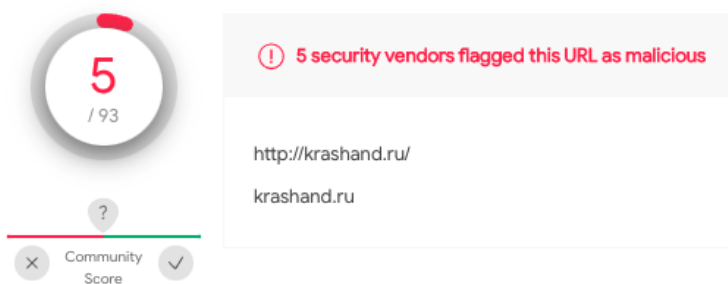 5
/ 93
?
Community
Score
5 security vendors flagged this URL as malicious
http://krashand.ru/
krashand.ru